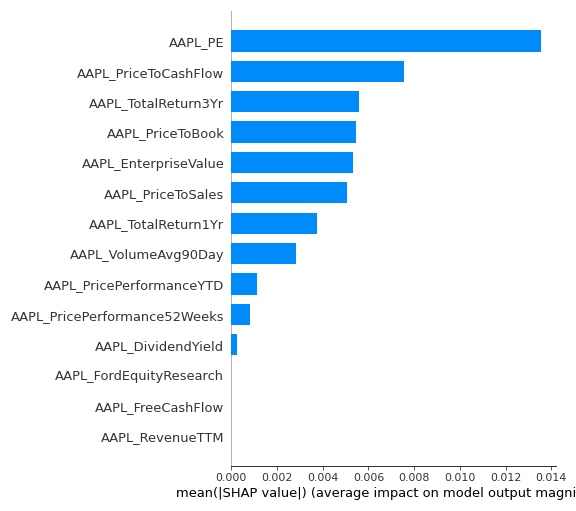 AAPL_PE
AAPL_PriceToCashFlow
AAPL_TotalReturn3Yr
AAPL_PriceToBook
AAPL_EnterpriseValue
AAPL_PriceToSales
AAPL_TotalReturn1Yr
AAPL_VolumeAvg90Day
AAPL_PricePerformanceYTD
AAPL_PricePerformance52Weeks
AAPL_DividendYield
AAPL_FordEquityResearch
AAPL_FreeCashFlow
AAPL_RevenueTTM
0.000 0.002 0.004 0.006 0.008 0.010 0.012 0.014
mean(|SHAP value|) (average impact on model output magni